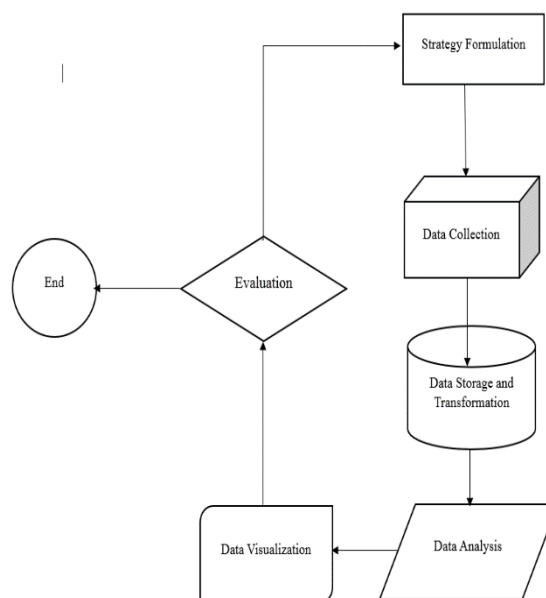 Strategy Formulation
Data Collection
End
Evaluation
Data Storage and
Transformation
Data Visualization
Data Analysis